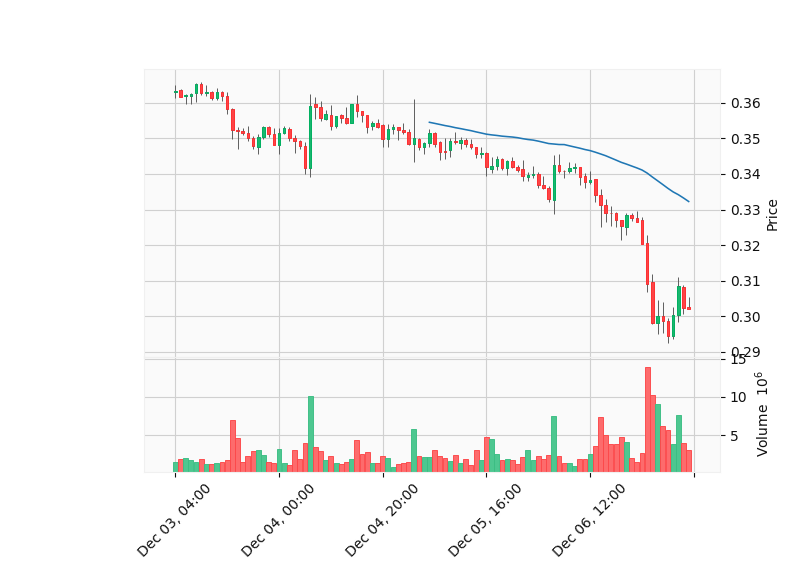 0.36
0.35
0.34
0.33
0.32
0.31
0.30
0.29
Price
15
10
5
Volume 10^6
Dec 03, 04:00
Dec 04, 00:00
Dec 04, 20:00
Dec 05, 16:00
Dec 06, 12:00